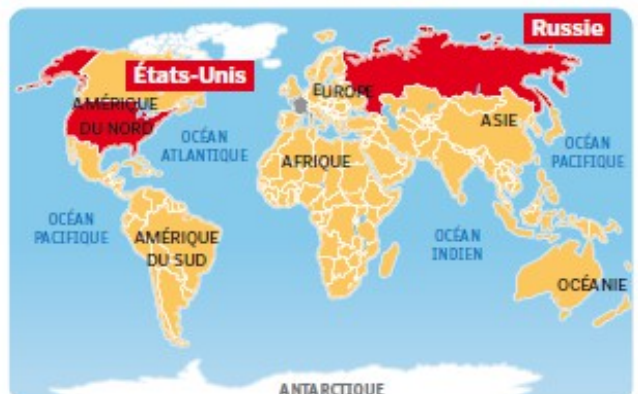 Russie
États-Unis
EUROPE
AMÉRIQUE
DU NORD
ASIE
OCÉAN
ATLANTIQUE
OCÉAN
PACIFIQUE
AFRIQUE
OCÉAN
PACIFIQUE
AMÉRIQUE
DU SUD
OCÉAN
INDIEN
OCÉANIE
ANTARCTIQUE